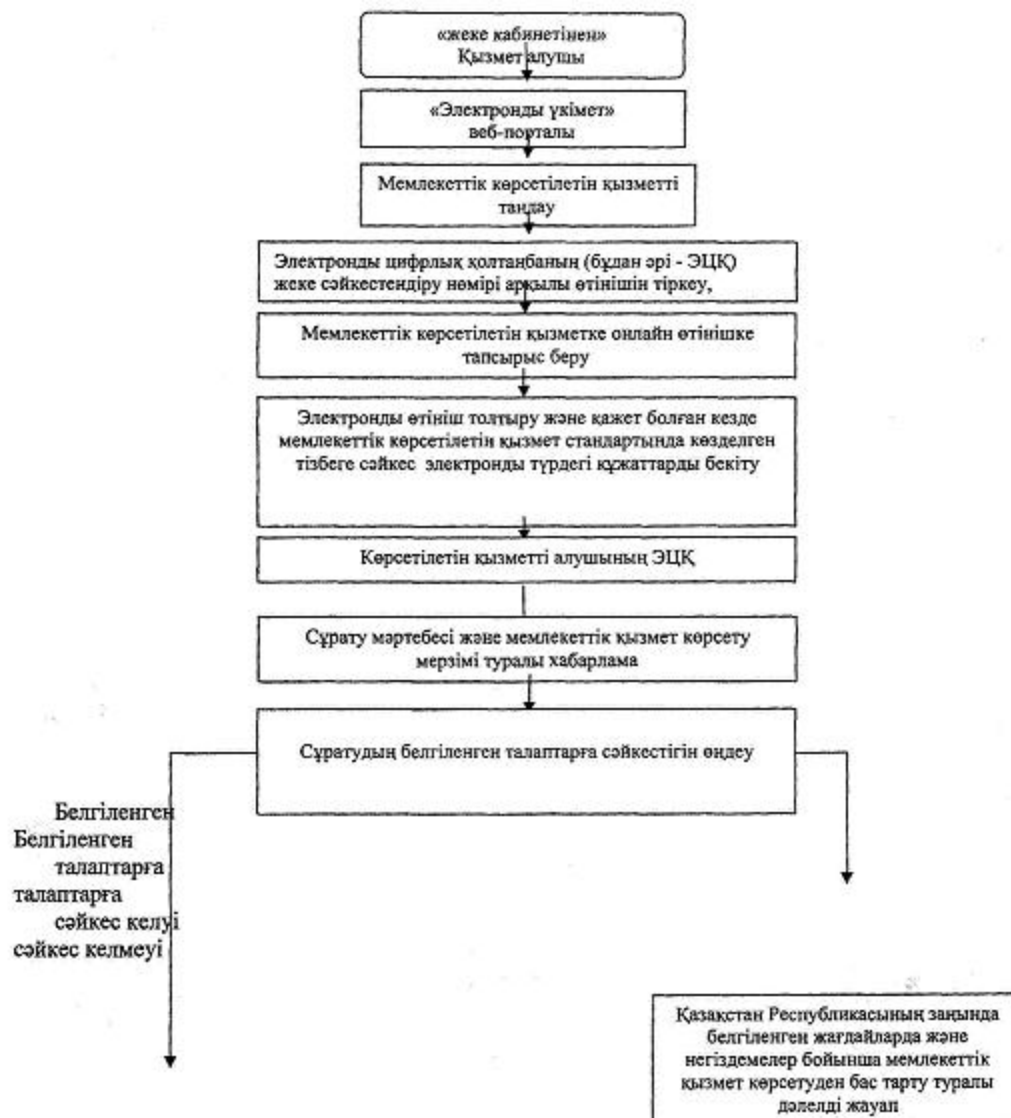 «жеке кабинетінен»
Қызмет алушы
«Электронды үкімет»
веб-порталы
Мемлекеттік көрсетілетін қызметті
таңдау
Электронды цифрлық қолтаңбаның (бұдан әрі - ЭЦҚ)
жеке сәйкестендіру нөмірі арқылы өтінішін тіркеу,
Мемлекеттік көрсетілетін қызметке онлайн өтінішке
тапсырыс беру
Электронды өтініш толтыру және қажет болған кезде
мемлекеттік көрсетілетін қызмет стандартында көзделген
тізбеге сәйкес электронды түрдегі құжаттарды бекіту
Көрсетілетін қызметті алушының ЭЦҚ
Сұрату мәртебесі және мемлекеттік қызмет көрсету
мерзімі туралы хабарлама
Сұратудың белгіленген талаптарға сәйкестігін өңдеу
Белгіленген
Белгіленген
талаптарға
талаптарға
сәйкес келуі
сәйкес келмеуі
Қазақстан Республикасының заңында
белгіленген жағдайларда және
негіздемелер бойынша мемлекеттік
қызмет көрсетуден бас тарту туралы
дәлелді жауап